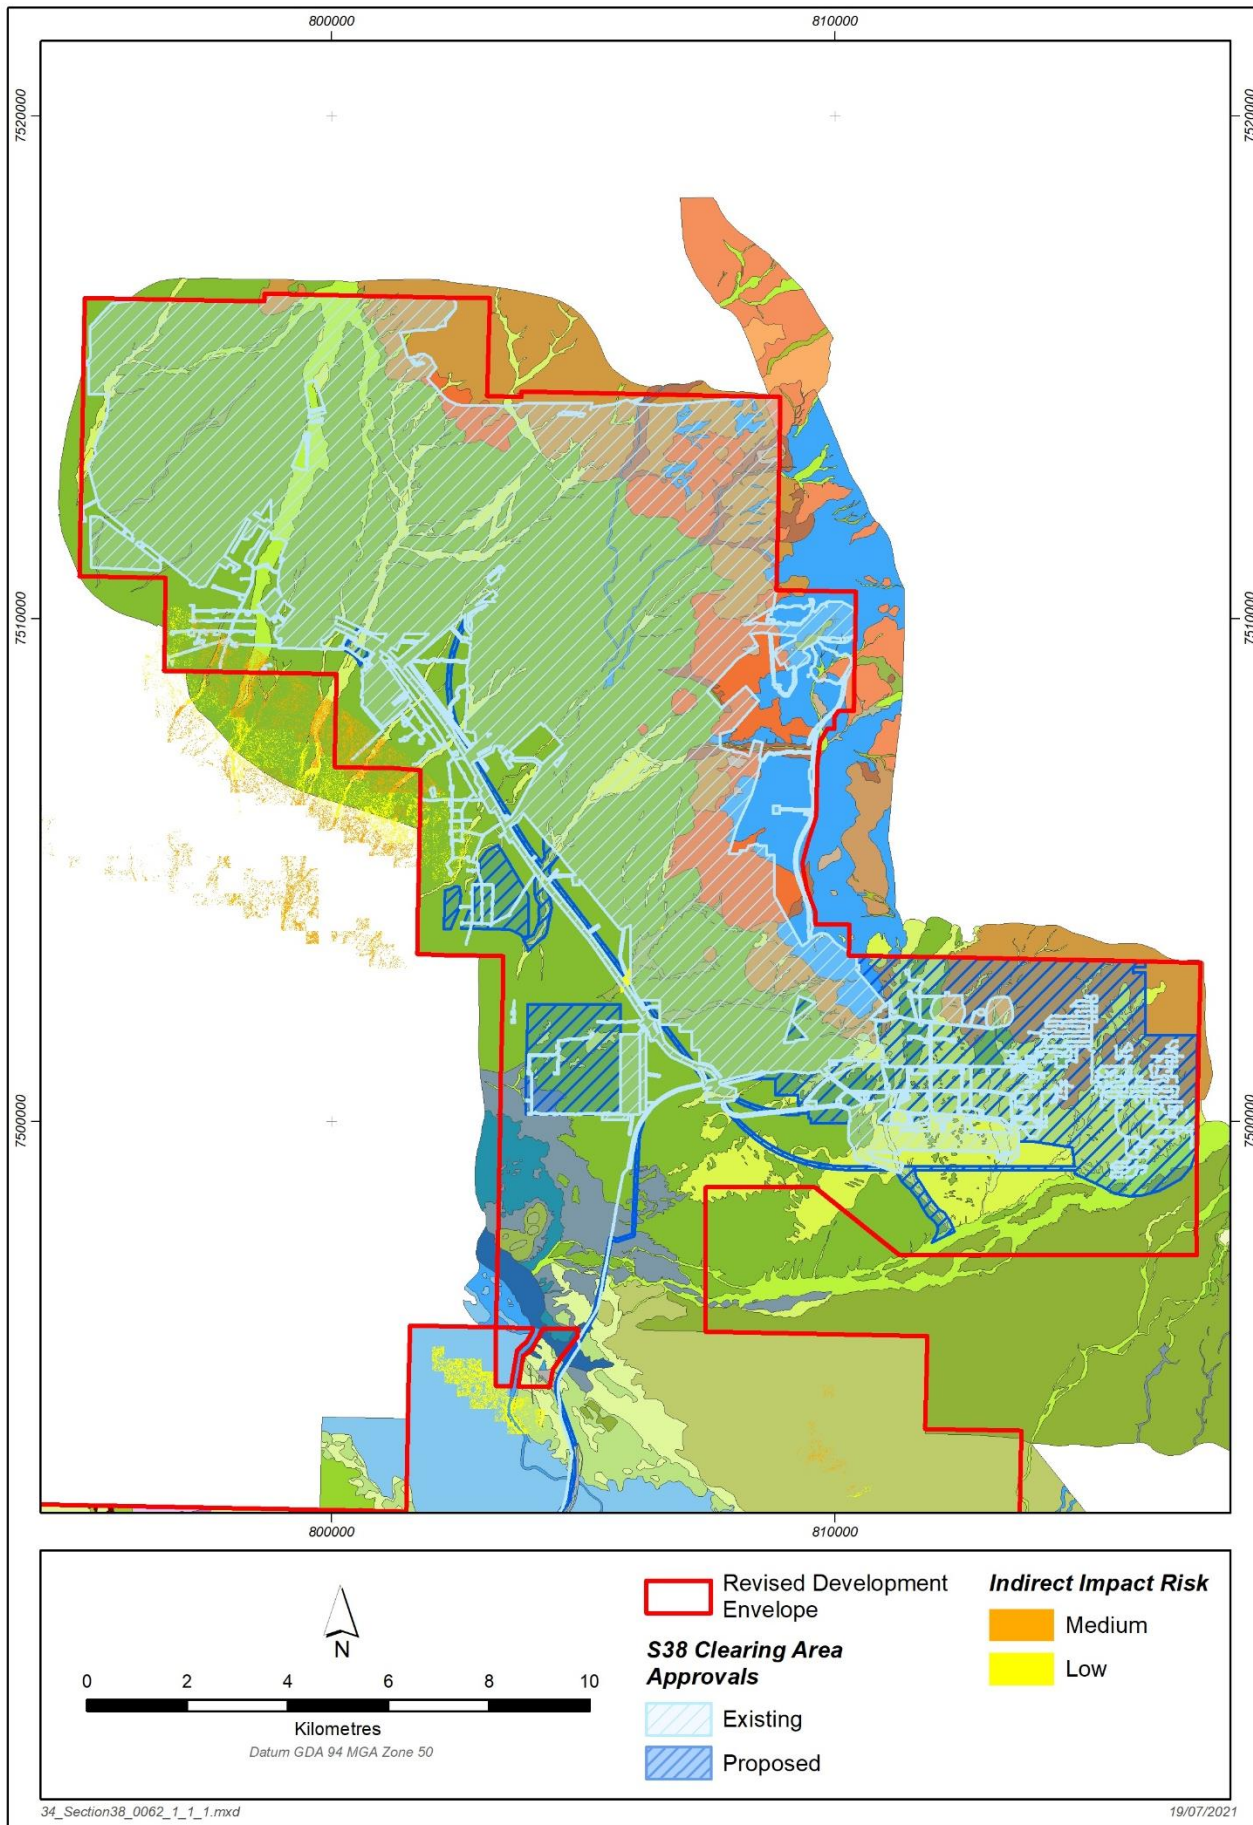 800000
810000
7520000
7520000
7510000
7510000
7500000
7500000
800000
810000
N
0 2 4 6 8 10
Kilometres
Datum GDA 94 MGA Zone 50
Revised Development
Envelope
S38 Clearing Area
Approvals
Existing
Proposed
Indirect Impact Risk
Medium
Low
34_Section38_0062_1_1_1.mxd
19/07/2021